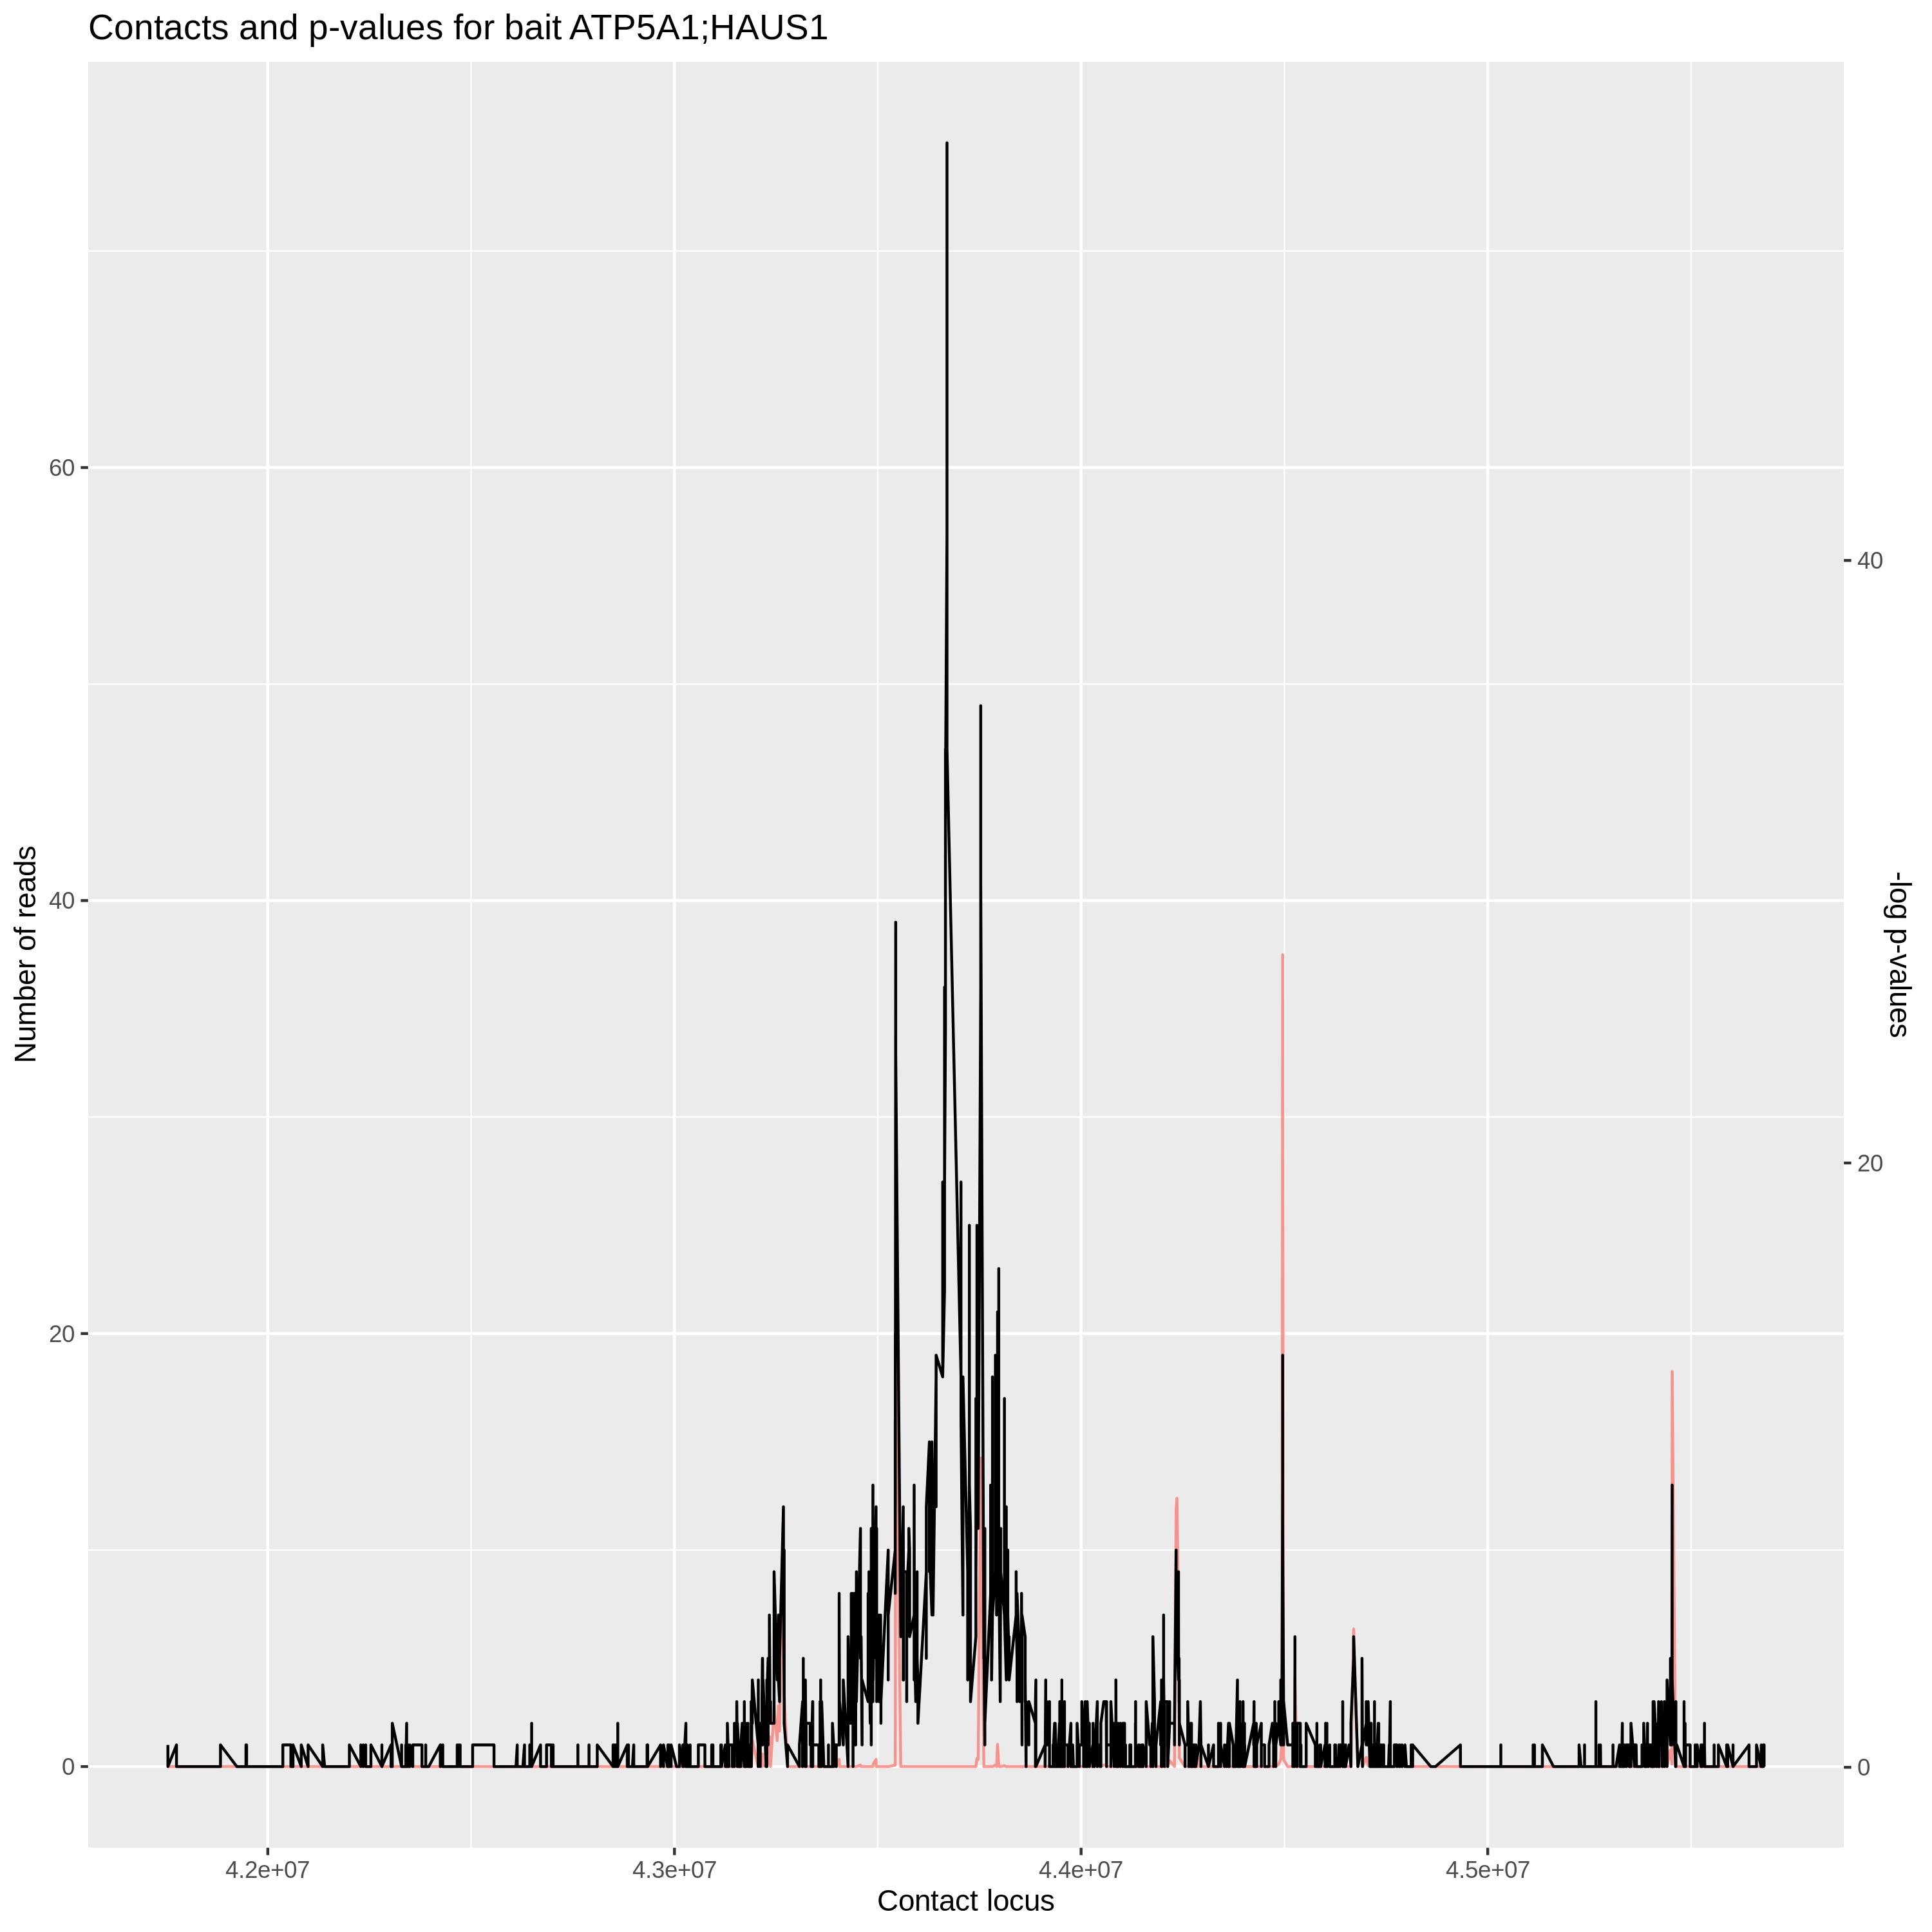 Contacts and p-values for bait ATP5A1;HAUS1
Number of reads
60
40
20
0
40
20
0
-log p-values
4.2e+07
4.3e+07
4.4e+07
4.5e+07
Contact locus